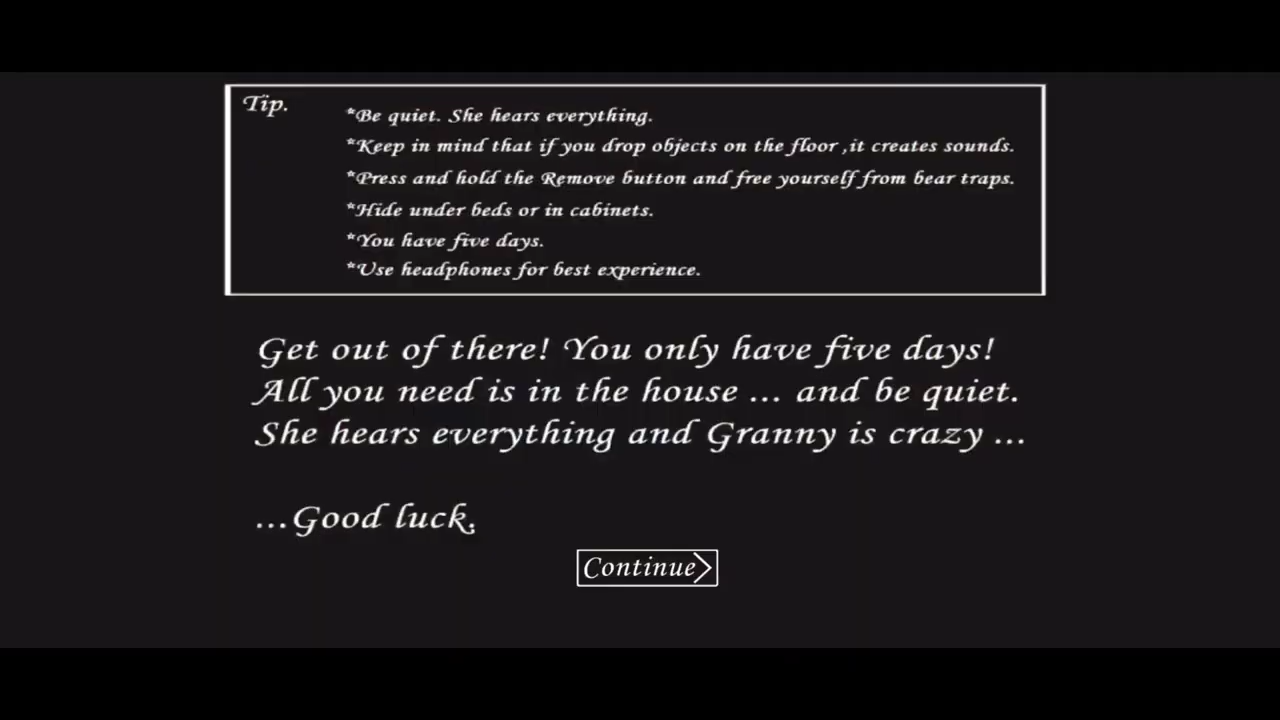 Tip.
*Be quiet. She hears everything.
*Keep in mind that if you drop objects on the floor ,it creates sounds.
*Press and hold the Remove button and free yourself from bear traps.
*Hide under beds or in cabinets.
*You have five days.
*Use headphones for best experience.
Get out of there! You only have five days!
All you need is in the house ... and be quiet.
She hears everything and Granny is crazy ...
...Good luck.
Continue>